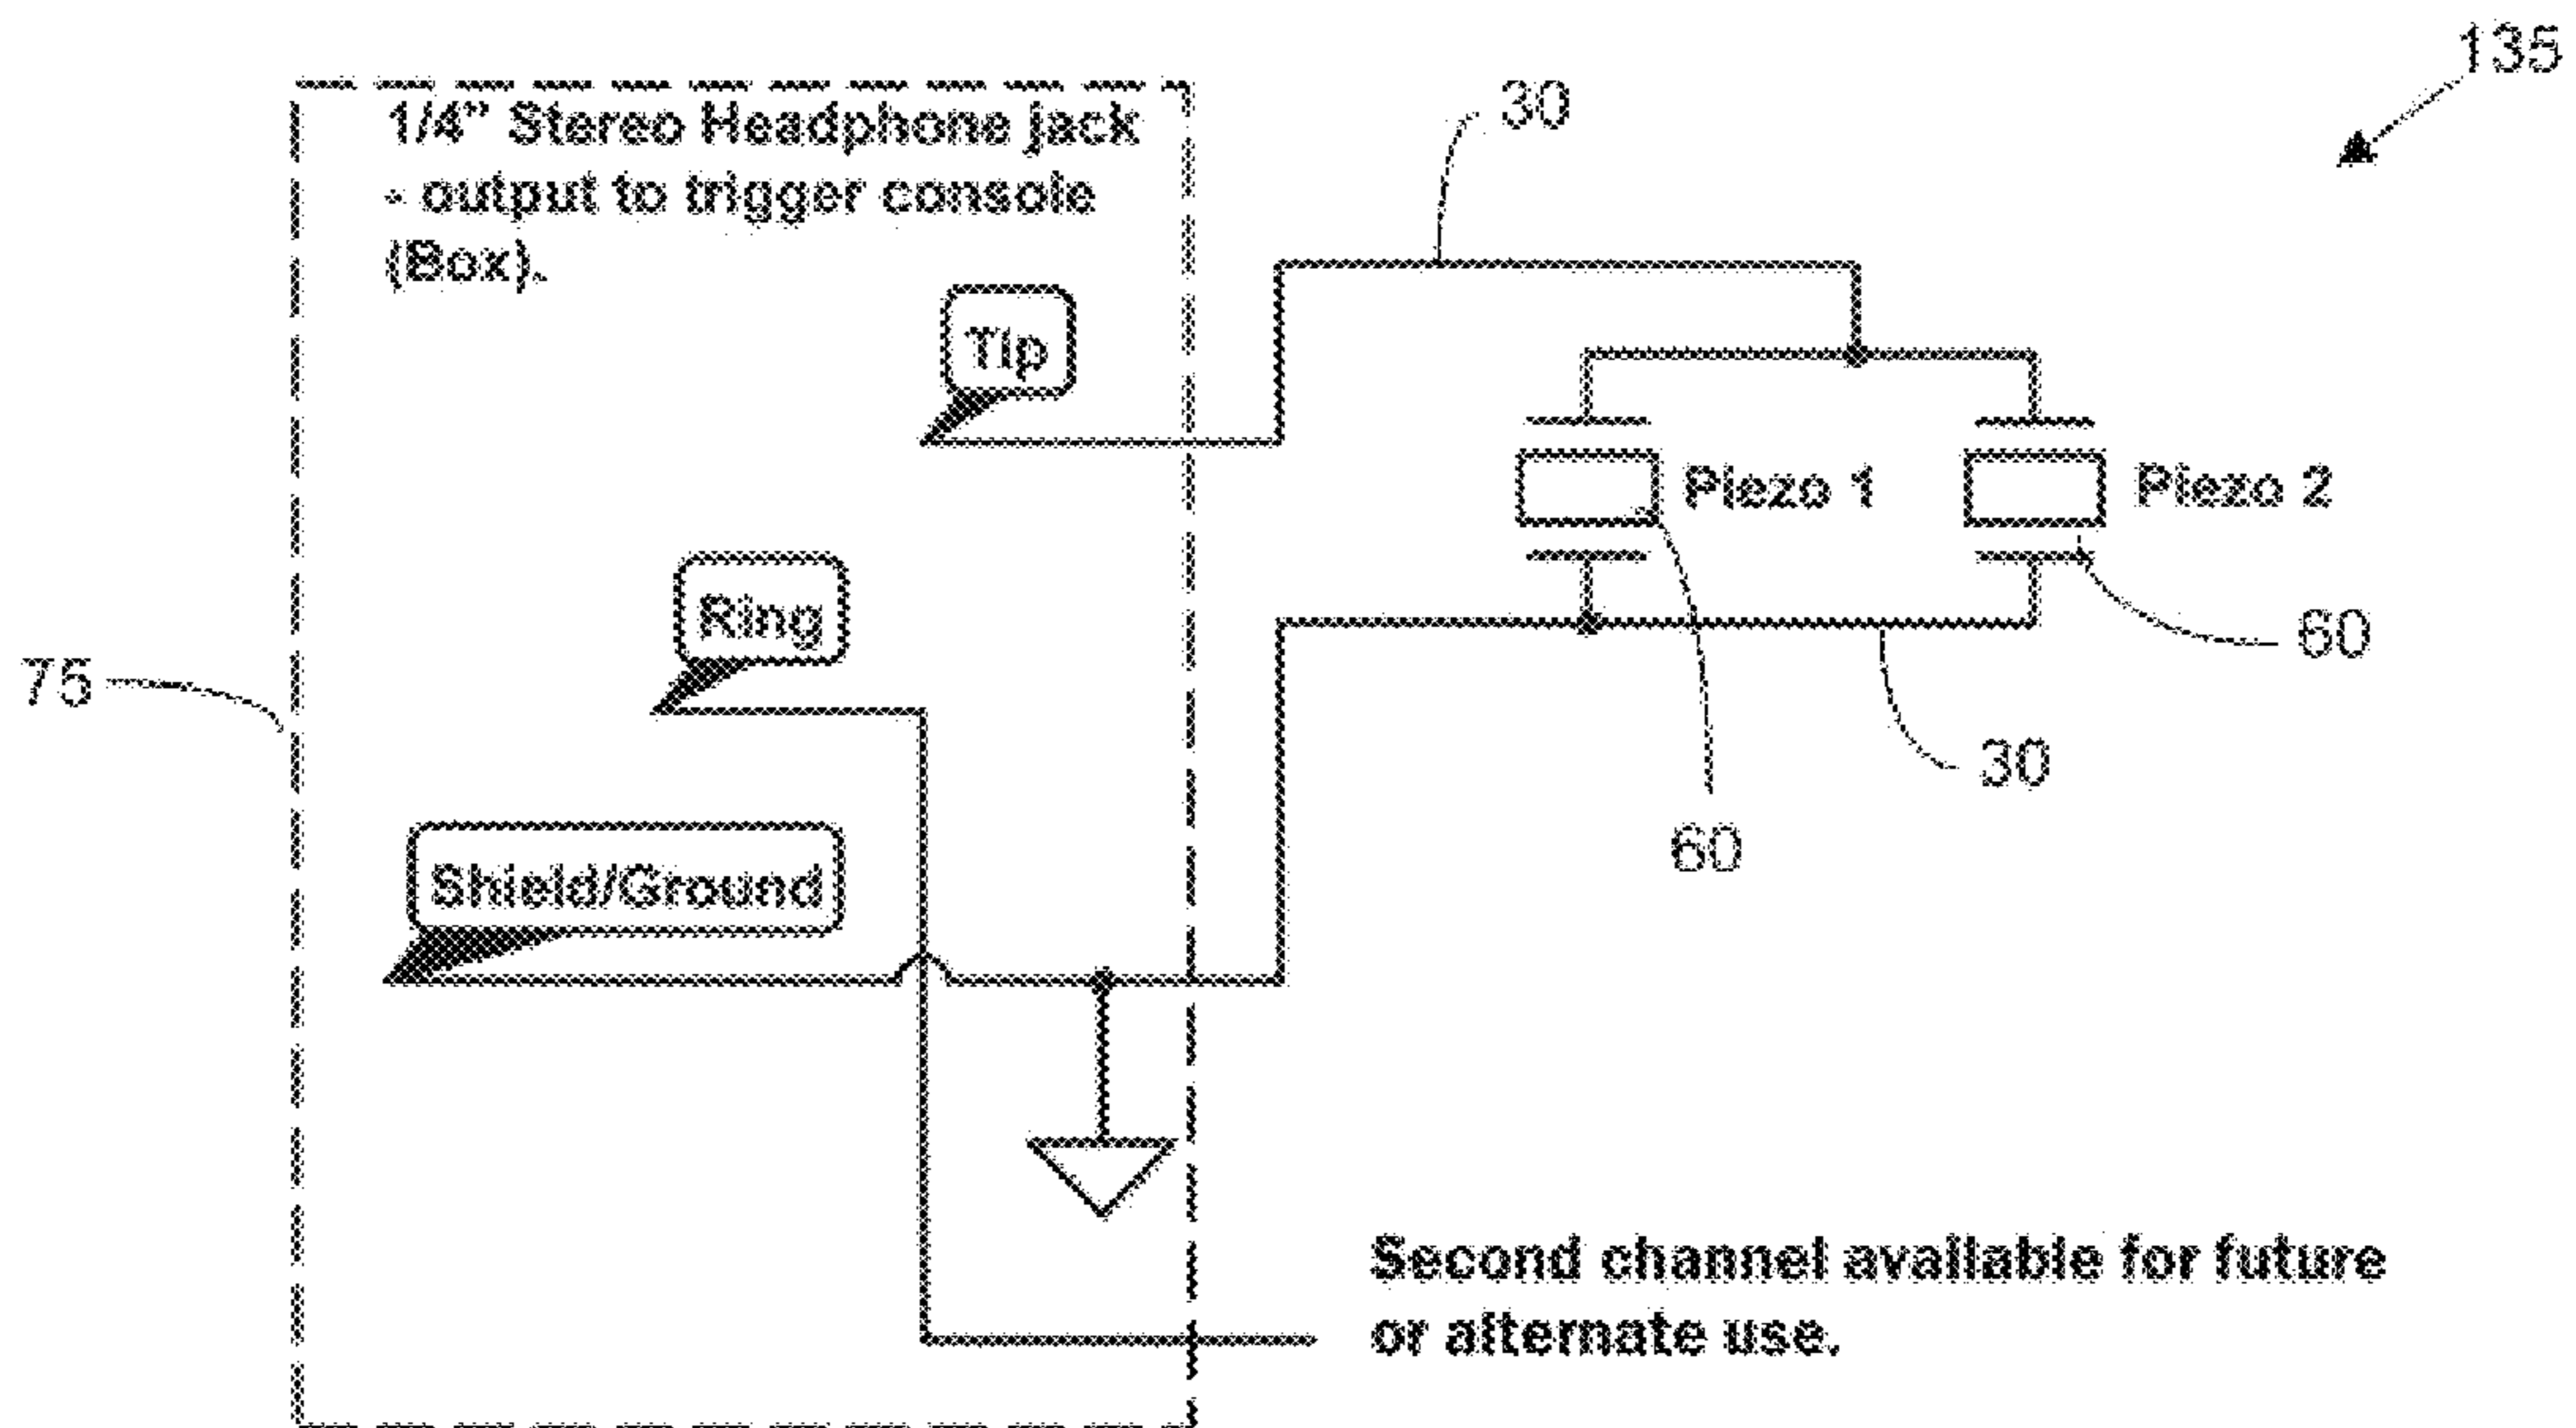 135
1/4" Stereo Headphone jack
- output to trigger console
(Box).
30
Tip
Piezo 1
Piezo 2
Ring
60
75
30
60
Shield/Ground
Second channel available for future
or alternate use.